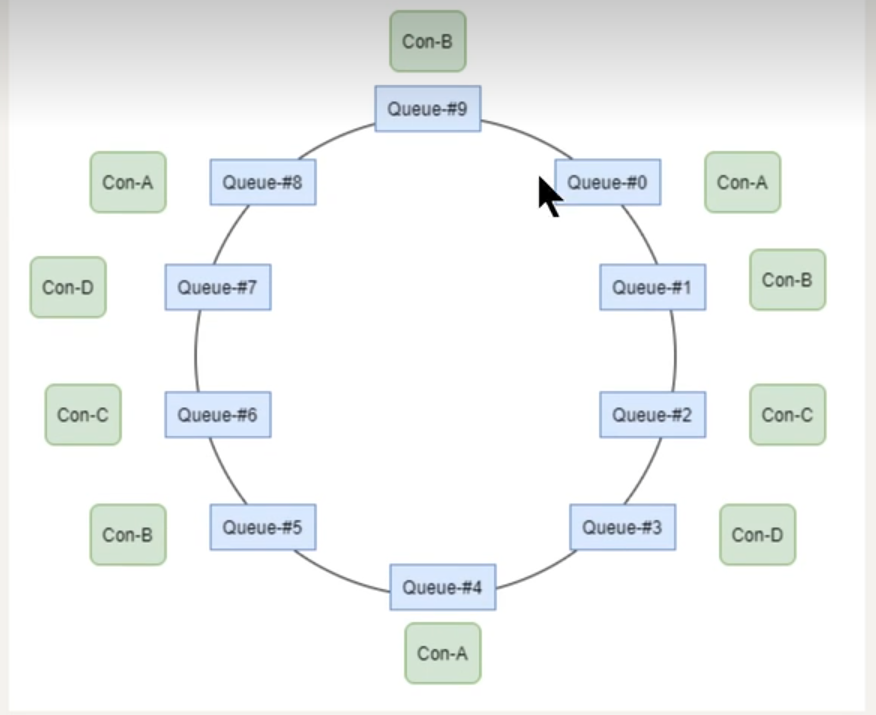 Con-B
Queue-#9
Con-A
Queue-#8
Queue-#0
Con-A
Con-D
Queue-#7
Queue-#1
Con-B
Con-C
Queue-#6
Queue-#2
Con-C
Con-B
Queue-#5
Queue-#3
Con-D
Queue-#4
Con-A